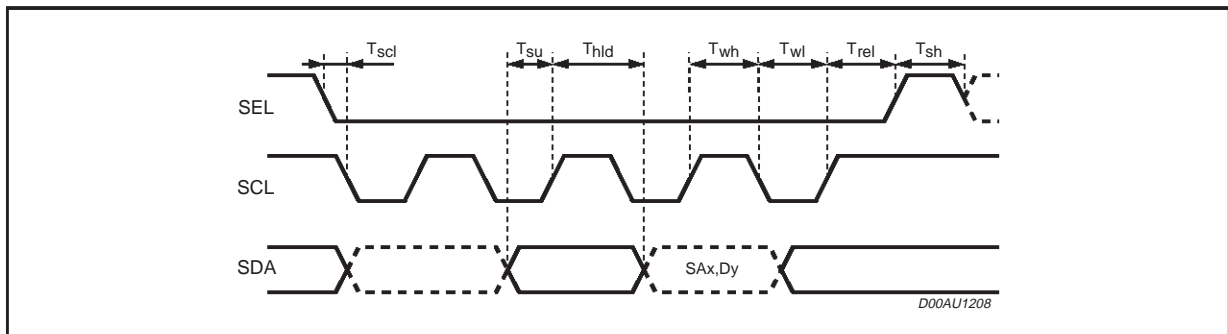 Tscl Tsu Thld Twh Twl Trel Tsh
SEL
SCL
SDA SAx,Dy
D00AU1208